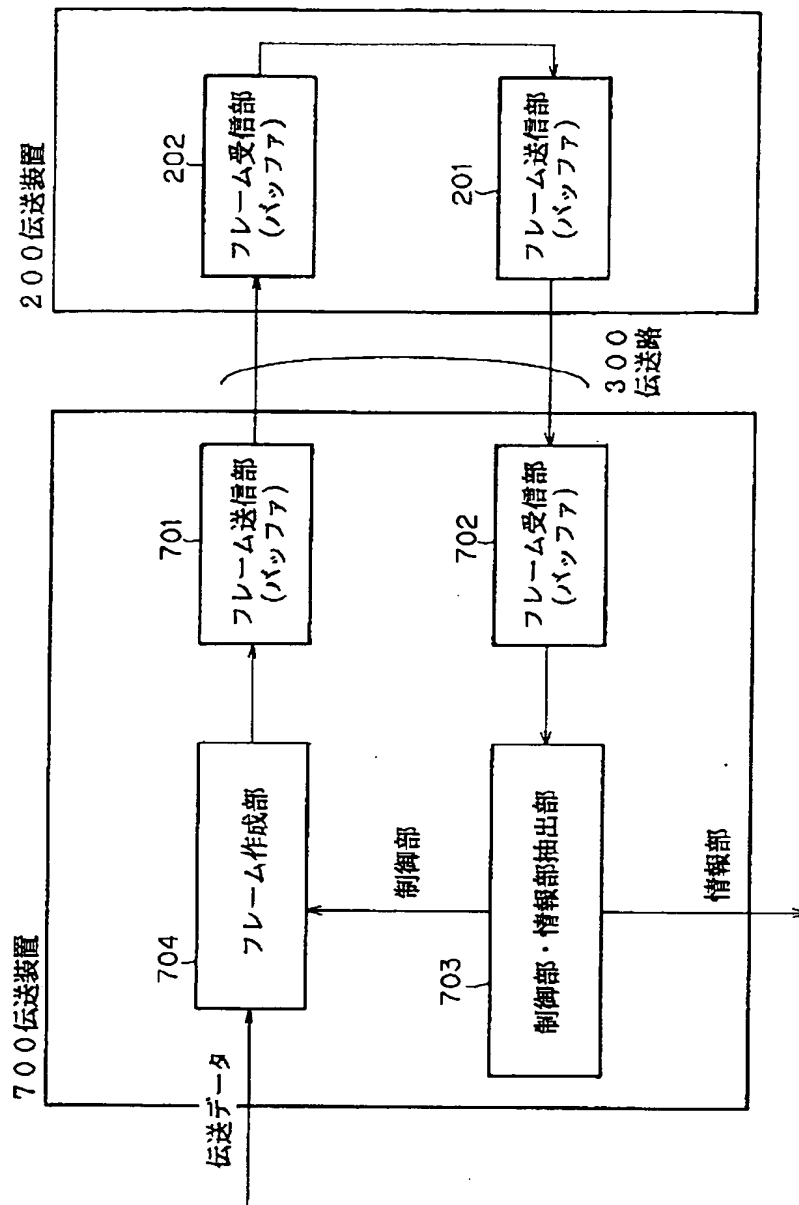 700伝送装置
伝送データ
704
フレーム作成部
701
フレーム送信部
(バッファ)
制御部
703
制御部・情報部抽出部
702
フレーム受信部
(バッファ)
情報部
300
伝送路
200伝送装置
202
フレーム受信部
(バッファ)
201
フレーム送信部
(バッファ)